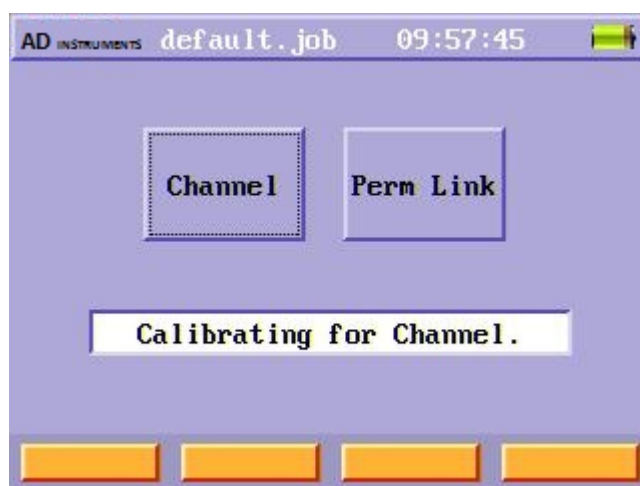 AD INSTRUMENTS default.job 09:57:45
Channel Perm Link
Calibrating for Channel.